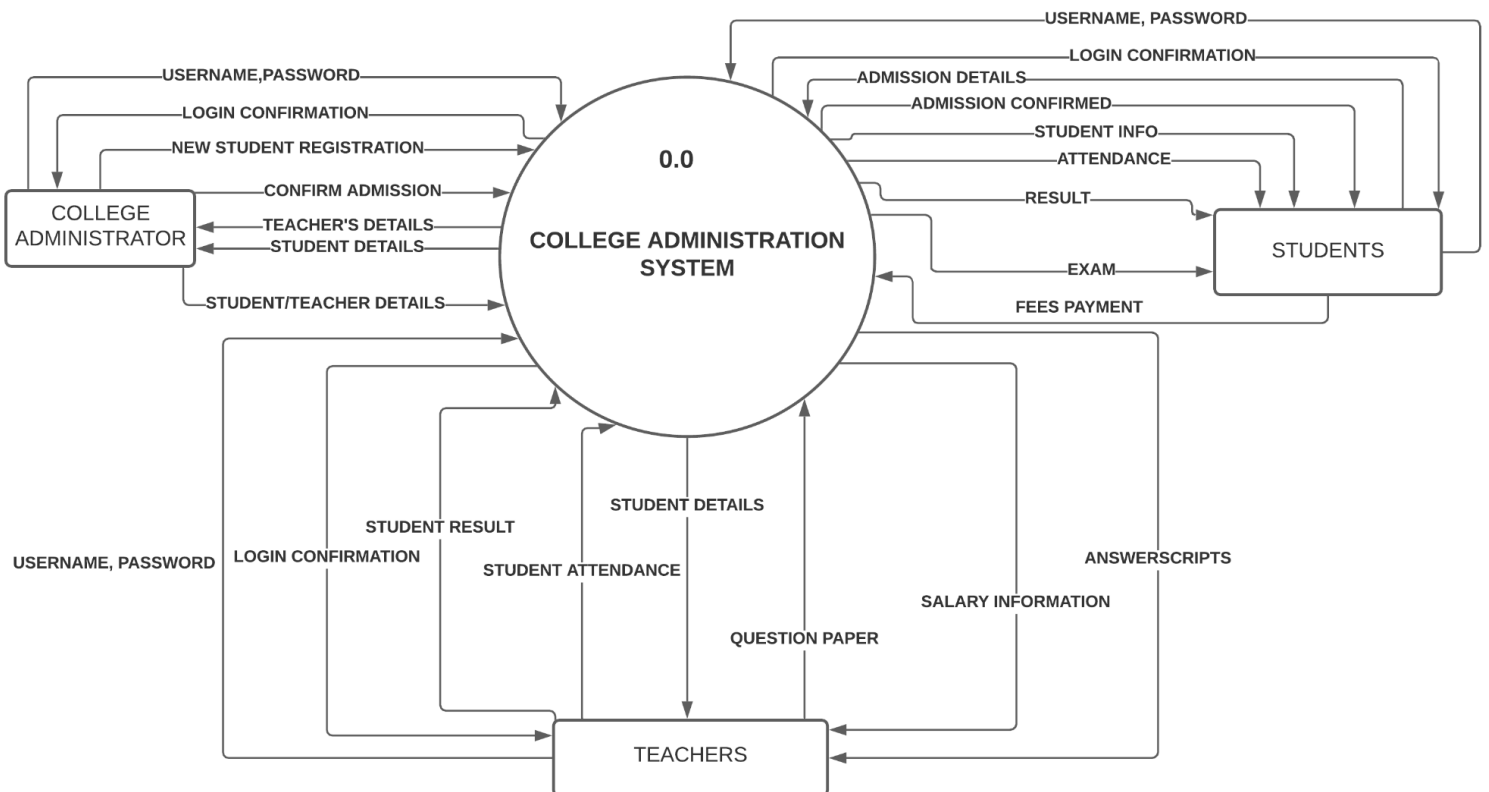 USERNAME, PASSWORD
LOGIN CONFIRMATION
ADMISSION DETAILS
ADMISSION CONFIRMED
STUDENT INFO
ATTENDANCE
RESULT
EXAM
FEES PAYMENT
STUDENTS
USERNAME,PASSWORD
LOGIN CONFIRMATION
NEW STUDENT REGISTRATION
CONFIRM ADMISSION
TEACHER'S DETAILS
STUDENT DETAILS
STUDENT/TEACHER DETAILS
COLLEGE
ADMINISTRATOR
0.0
COLLEGE ADMINISTRATION
SYSTEM
USERNAME, PASSWORD
LOGIN CONFIRMATION
STUDENT RESULT
STUDENT ATTENDANCE
STUDENT DETAILS
QUESTION PAPER
SALARY INFORMATION
ANSWERSCRIPTS
TEACHERS